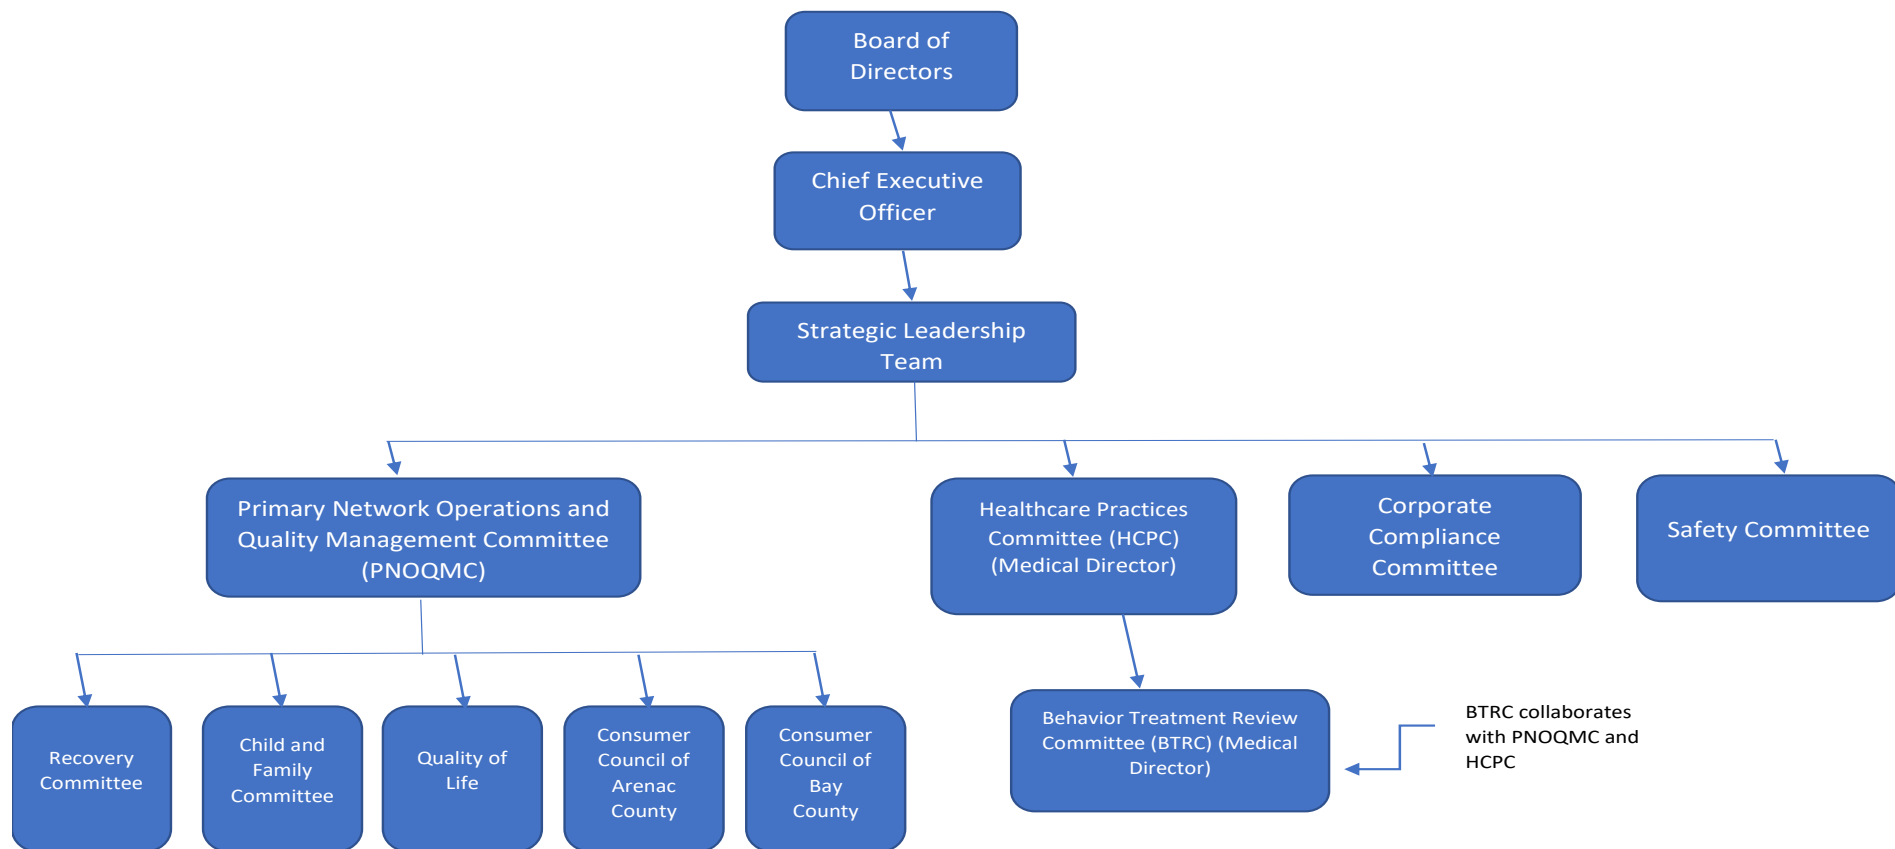 Board of
Directors
Chief Executive
Officer
Strategic Leadership
Team
Primary Network Operations and
Quality Management Committee
(PNOQMC)
Healthcare Practices
Committee (HCPC)
(Medical Director)
Corporate
Compliance
Committee
Safety Committee
Recovery
Committee
Child and
Family
Committee
Quality of
Life
Consumer
Council of
Arenac
County
Consumer
Council of
Bay
County
Behavior Treatment Review
Committee (BTRC) (Medical
Director)
BTRC collaborates
with PNOQMC and
HCPC